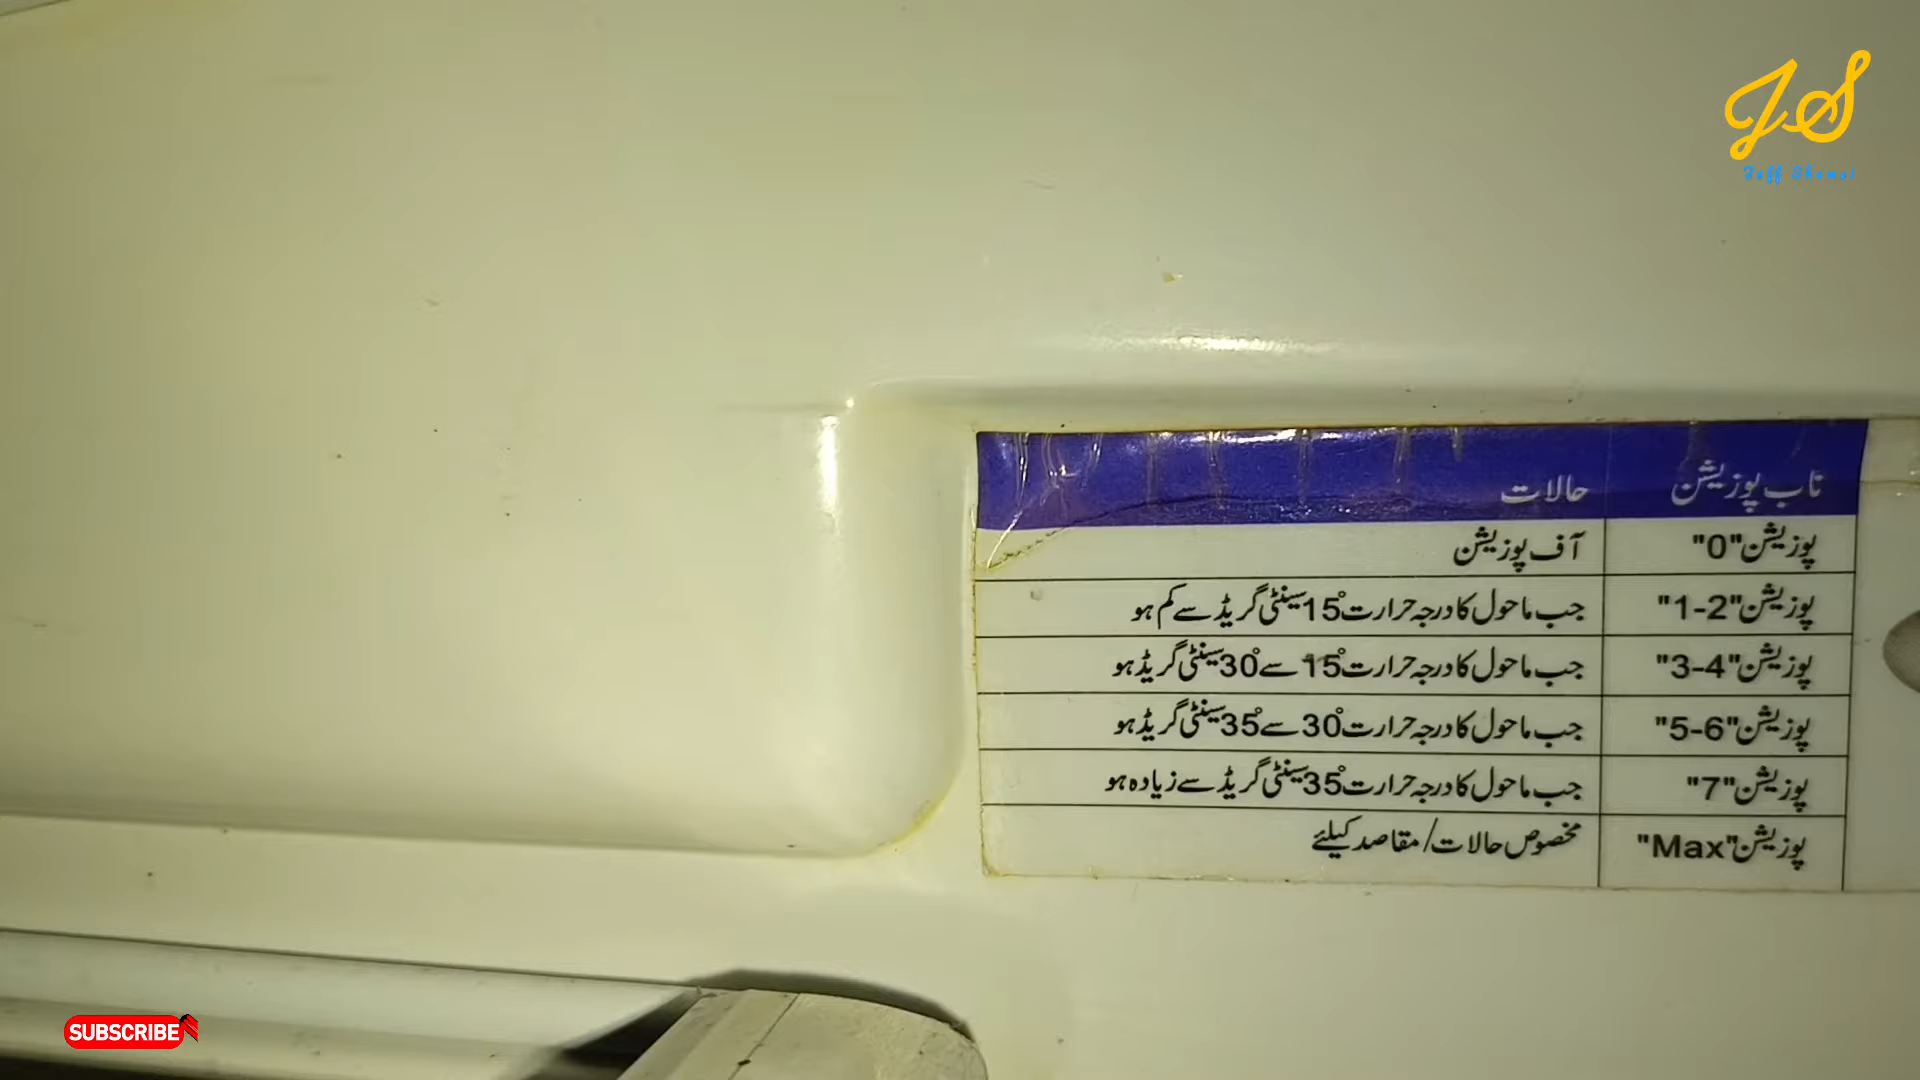 JS
Jeff Shamsi
ناب پوزیشن حالات
پوزیشن "0" آف پوزیشن
پوزیشن "1-2" جب ماحول کا درجہ حرارت 15° سینٹی گریڈ سے کم ہو
پوزیشن "3-4" جب ماحول کا درجہ حرارت 15° سے 30° سینٹی گریڈ ہو
پوزیشن "5-6" جب ماحول کا درجہ حرارت 30° سے 35° سینٹی گریڈ ہو
پوزیشن "7" جب ماحول کا درجہ حرارت 35° سینٹی گریڈ سے زیادہ ہو
پوزیشن "Max" مخصوص حالات/مقاصد کیلئے
SUBSCRIBE